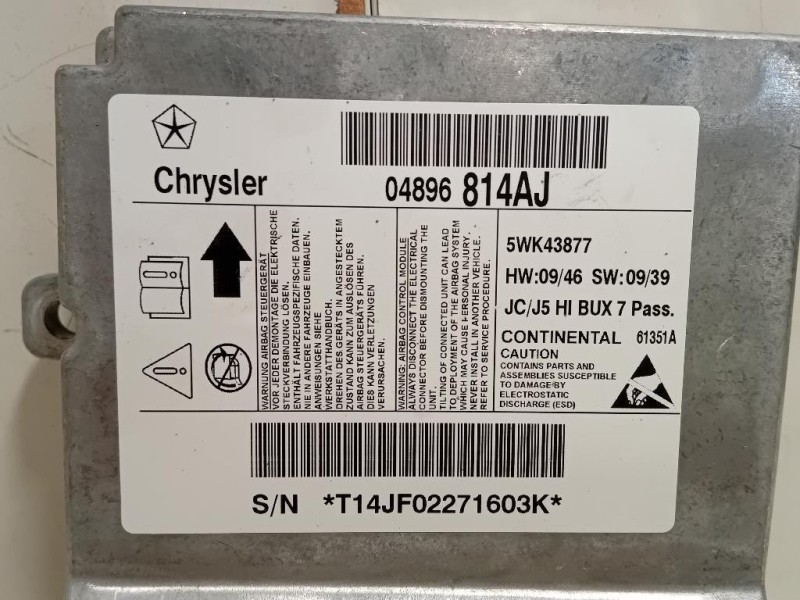 Chrysler
04896 814AJ
WARNUNG AIRBAG STEUERGERÄT
VOR JEDER DEMONTAGE DIE ELEKTRISCHE
STECKVERBINDUNG LÖSEN.
ENTHÄLT FAHRZEUGSPEZIFISCHE DATEN.
NIE IN ANDERE FAHRZEUGE EINBAUEN.
ANWEISUNGEN SIEHE
WERKSTATTHANDBUCH.
DREHEN DES GERÄTS IN ANGESTECKTEM
ZUSTAND KANN ZUM AUSLÖSEN DES
AIRBAG STEUERGERÄTS FÜHREN.
DIES KANN VERLETZUNGEN
VERURSACHEN.
WARNING: AIRBAG CONTROL MODULE
ALWAYS DISCONNECT THE ELECTRICAL
CONNECTOR BEFORE DISMOUNTING THE
UNIT.
TILTING OF CONNECTED UNIT CAN LEAD
TO DEPLOYMENT OF THE AIRBAG SYSTEM
WHICH MAY CAUSE PERSONAL INJURY.
NEVER INSTALL IN ANOTHER VEHICLE.
REFER TO SERVICE PROCEDURE.
5WK43877
HW:09/46 SW:09/39
JC/J5 HI BUX 7 Pass.
CONTINENTAL 61351A
CAUTION
CONTAINS PARTS AND
ASSEMBLIES SUSCEPTIBLE
TO DAMAGE BY
ELECTROSTATIC
DISCHARGE (ESD)
S/N *T14JF02271603K*